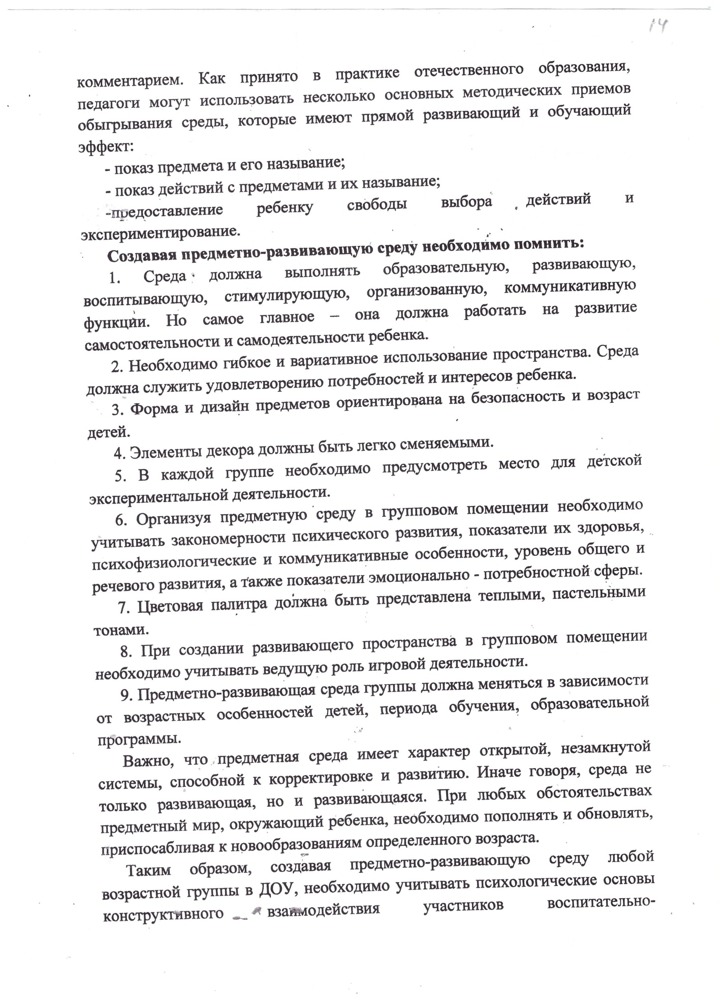 14
комментарием. Как принято в практике отечественного образования,
педагоги могут использовать несколько основных методических приемов
обыгрывания среды, которые имеют прямой развивающий и обучающий
эффект:
- показ предмета и его называние;
- показ действий с предметами и их называние;
-предоставление ребенку свободы выбора действий и
экспериментирование.
Создавая предметно-развивающую среду необходимо помнить:
1. Среда должна выполнять образовательную, развивающую,
воспитывающую, стимулирующую, организованную, коммуникативную
функции. Но самое главное – она должна работать на развитие
самостоятельности и самодеятельности ребенка.
2. Необходимо гибкое и вариативное использование пространства. Среда
должна служить удовлетворению потребностей и интересов ребенка.
3. Форма и дизайн предметов ориентирована на безопасность и возраст
детей.
4. Элементы декора должны быть легко сменяемыми.
5. В каждой группе необходимо предусмотреть место для детской
экспериментальной деятельности.
6. Организуя предметную среду в групповом помещении необходимо
учитывать закономерности психического развития, показатели их здоровья,
психофизиологические и коммуникативные особенности, уровень общего и
речевого развития, а также показатели эмоционально - потребностной сферы.
7. Цветовая палитра должна быть представлена теплыми, пастельными
тонами.
8. При создании развивающего пространства в групповом помещении
необходимо учитывать ведущую роль игровой деятельности.
9. Предметно-развивающая среда группы должна меняться в зависимости
от возрастных особенностей детей, периода обучения, образовательной
программы.
Важно, что предметная среда имеет характер открытой, незамкнутой
системы, способной к корректировке и развитию. Иначе говоря, среда не
только развивающая, но и развивающаяся. При любых обстоятельствах
предметный мир, окружающий ребенка, необходимо пополнять и обновлять,
приспосабливая к новообразованиям определенного возраста.
Таким образом, создавая предметно-развивающую среду любой
возрастной группы в ДОУ, необходимо учитывать психологические основы
конструктивного взаимодействия участников воспитательно-